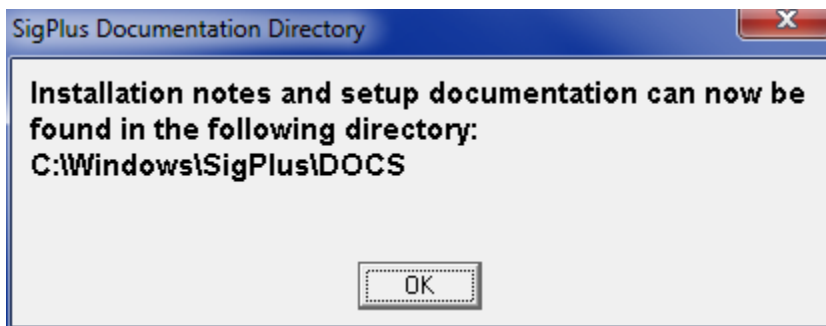 SigPlus Documentation Directory
Installation notes and setup documentation can now be
found in the following directory:
C:\Windows\SigPlus\DOCS
OK